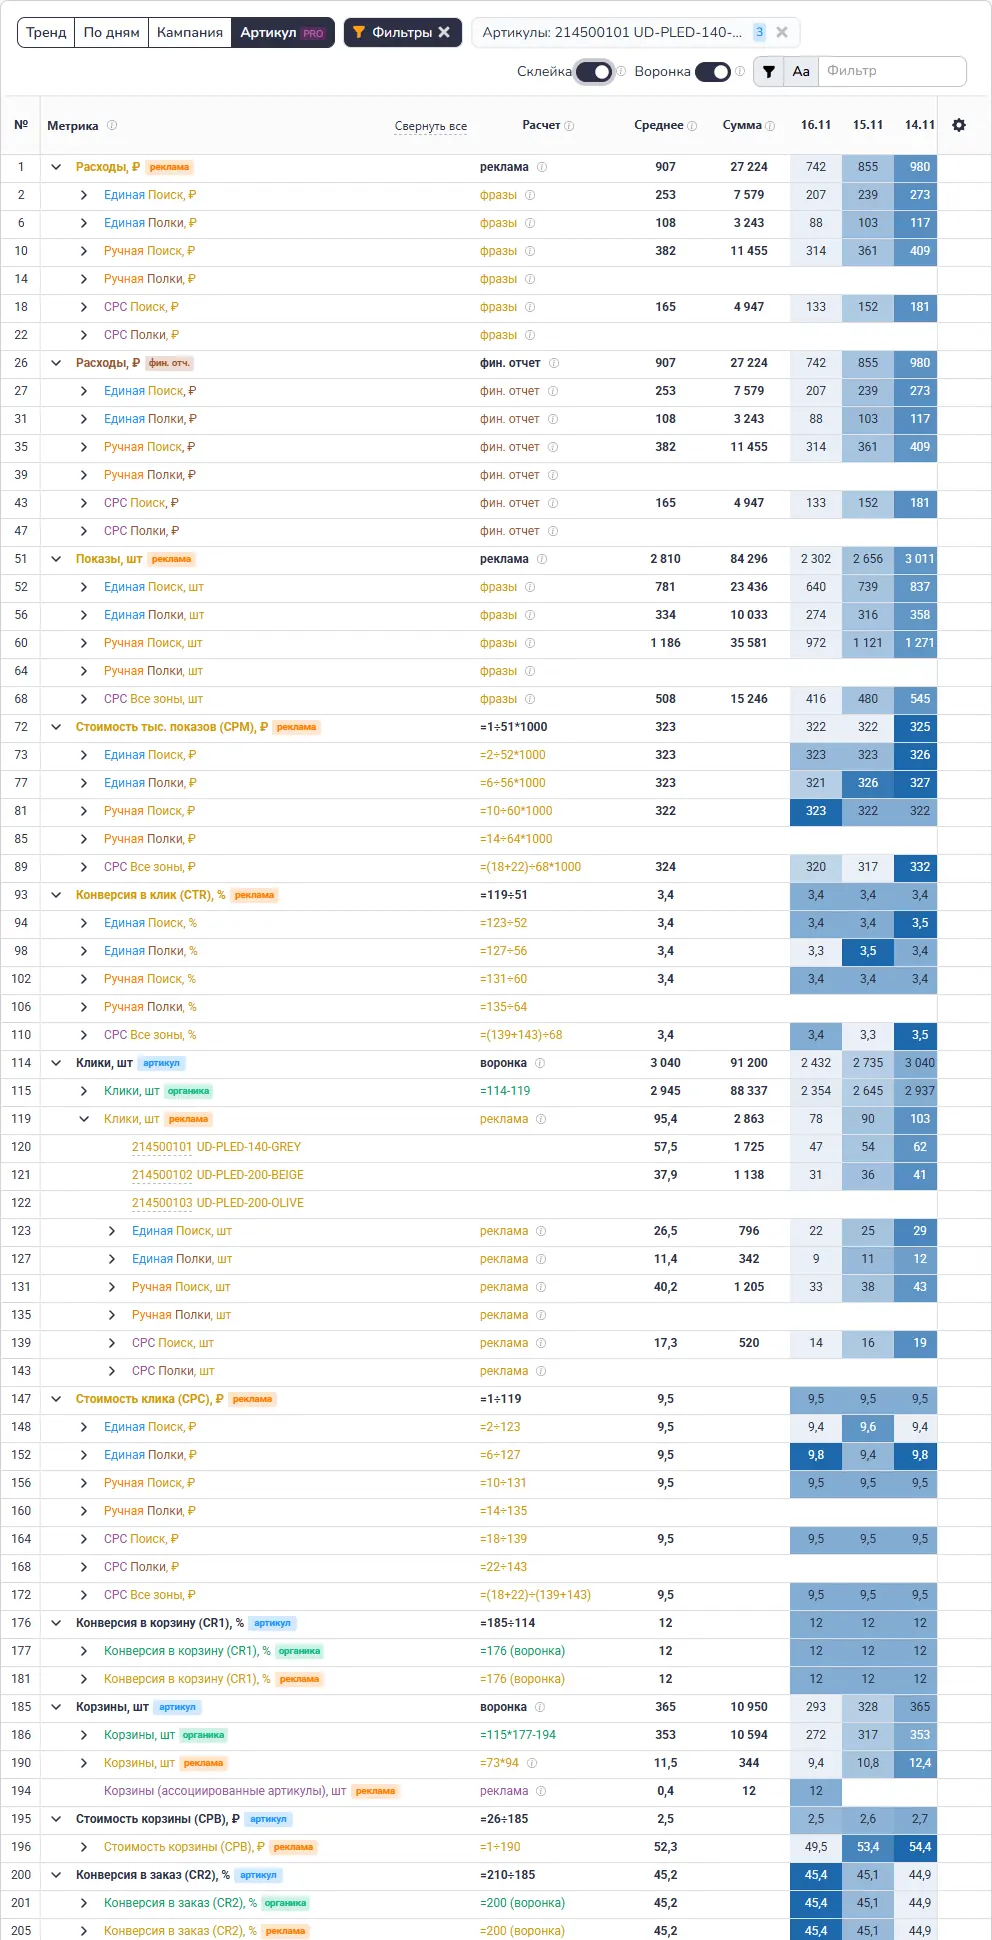 Тренд По дням Кампания Артикул PRO Фильтры Артикулы: 214500101 UD-PLED-140-... 3
Склейка Воронка Aa Фильтр
№ Метрика Свернуть все Расчет Среднее Сумма 16.11 15.11 14.11
1 Расходы, ₽ реклама реклама 907 27 224 742 855 980
2 Единая Поиск, ₽ фразы 253 7 579 207 239 273
6 Единая Полки, ₽ фразы 108 3 243 88 103 117
10 Ручная Поиск, ₽ фразы 382 11 455 314 361 409
14 Ручная Полки, ₽ фразы
18 CPC Поиск, ₽ фразы 165 4 947 133 152 181
22 CPC Полки, ₽ фразы
26 Расходы, ₽ фин. отч. фин. отчет 907 27 224 742 855 980
27 Единая Поиск, ₽ фин. отчет 253 7 579 207 239 273
31 Единая Полки, ₽ фин. отчет 108 3 243 88 103 117
35 Ручная Поиск, ₽ фин. отчет 382 11 455 314 361 409
39 Ручная Полки, ₽ фин. отчет
43 CPC Поиск, ₽ фин. отчет 165 4 947 133 152 181
47 CPC Полки, ₽ фин. отчет
51 Показы, шт реклама реклама 2 810 84 296 2 302 2 656 3 011
52 Единая Поиск, шт фразы 781 23 436 640 739 837
56 Единая Полки, шт фразы 334 10 033 274 316 358
60 Ручная Поиск, шт фразы 1 186 35 581 972 1 121 1 271
64 Ручная Полки, шт фразы
68 CPC Все зоны, шт фразы 508 15 246 416 480 545
72 Стоимость тыс. показов (CPM), ₽ реклама =1÷51*1000 323 322 322 325
73 Единая Поиск, ₽ =2÷52*1000 323 323 323 326
77 Единая Полки, ₽ =6÷56*1000 323 321 326 327
81 Ручная Поиск, ₽ =10÷60*1000 322 323 322 322
85 Ручная Полки, ₽ =14÷64*1000
89 CPC Все зоны, ₽ =(18+22)÷68*1000 324 320 317 332
93 Конверсия в клик (CTR), % реклама =119÷51 3,4 3,4 3,4 3,4
94 Единая Поиск, % =123÷52 3,4 3,4 3,4 3,5
98 Единая Полки, % =127÷56 3,4 3,3 3,5 3,4
102 Ручная Поиск, % =131÷60 3,4 3,4 3,4 3,4
106 Ручная Полки, % =135÷64
110 CPC Все зоны, % =(139+143)÷68 3,4 3,4 3,3 3,5
114 Клики, шт артикул воронка 3 040 91 200 2 432 2 735 3 040
115 Клики, шт органика =114-119 2 945 88 337 2 354 2 645 2 937
119 Клики, шт реклама реклама 95,4 2 863 78 90 103
120 214500101 UD-PLED-140-GREY 57,5 1 725 47 54 62
121 214500102 UD-PLED-200-BEIGE 37,9 1 138 31 36 41
122 214500103 UD-PLED-200-OLIVE
123 Единая Поиск, шт реклама 26,5 796 22 25 29
127 Единая Полки, шт реклама 11,4 342 9 11 12
131 Ручная Поиск, шт реклама 40,2 1 205 33 38 43
135 Ручная Полки, шт реклама
139 CPC Поиск, шт реклама 17,3 520 14 16 19
143 CPC Полки, шт реклама
147 Стоимость клика (CPC), ₽ реклама =1÷119 9,5 9,5 9,5 9,5
148 Единая Поиск, ₽ =2÷123 9,5 9,4 9,6 9,4
152 Единая Полки, ₽ =6÷127 9,5 9,8 9,4 9,8
156 Ручная Поиск, ₽ =10÷131 9,5 9,5 9,5 9,5
160 Ручная Полки, ₽ =14÷135
164 CPC Поиск, ₽ =18÷139 9,5 9,5 9,5 9,5
168 CPC Полки, ₽ =22÷143
172 CPC Все зоны, ₽ =(18+22)÷(139+143) 9,5 9,5 9,5 9,5
176 Конверсия в корзину (CR1), % артикул =185÷114 12 12 12 12
177 Конверсия в корзину (CR1), % органика =176 (воронка) 12 12 12 12
181 Конверсия в корзину (CR1), % реклама =176 (воронка) 12 12 12 12
185 Корзины, шт артикул воронка 365 10 950 293 328 365
186 Корзины, шт органика =115*177-194 353 10 594 272 317 353
190 Корзины, шт реклама =73*94 11,5 344 9,4 10,8 12,4
194 Корзины (ассоциированные артикулы), шт реклама реклама 0,4 12 12
195 Стоимость корзины (CPB), ₽ артикул =26÷185 2,5 2,5 2,6 2,7
196 Стоимость корзины (CPB), ₽ реклама =1÷190 52,3 49,5 53,4 54,4
200 Конверсия в заказ (CR2), % артикул =210÷185 45,2 45,4 45,1 44,9
201 Конверсия в заказ (CR2), % органика =200 (воронка) 45,2 45,4 45,1 44,9
205 Конверсия в заказ (CR2), % реклама =200 (воронка) 45,2 45,4 45,1 44,9